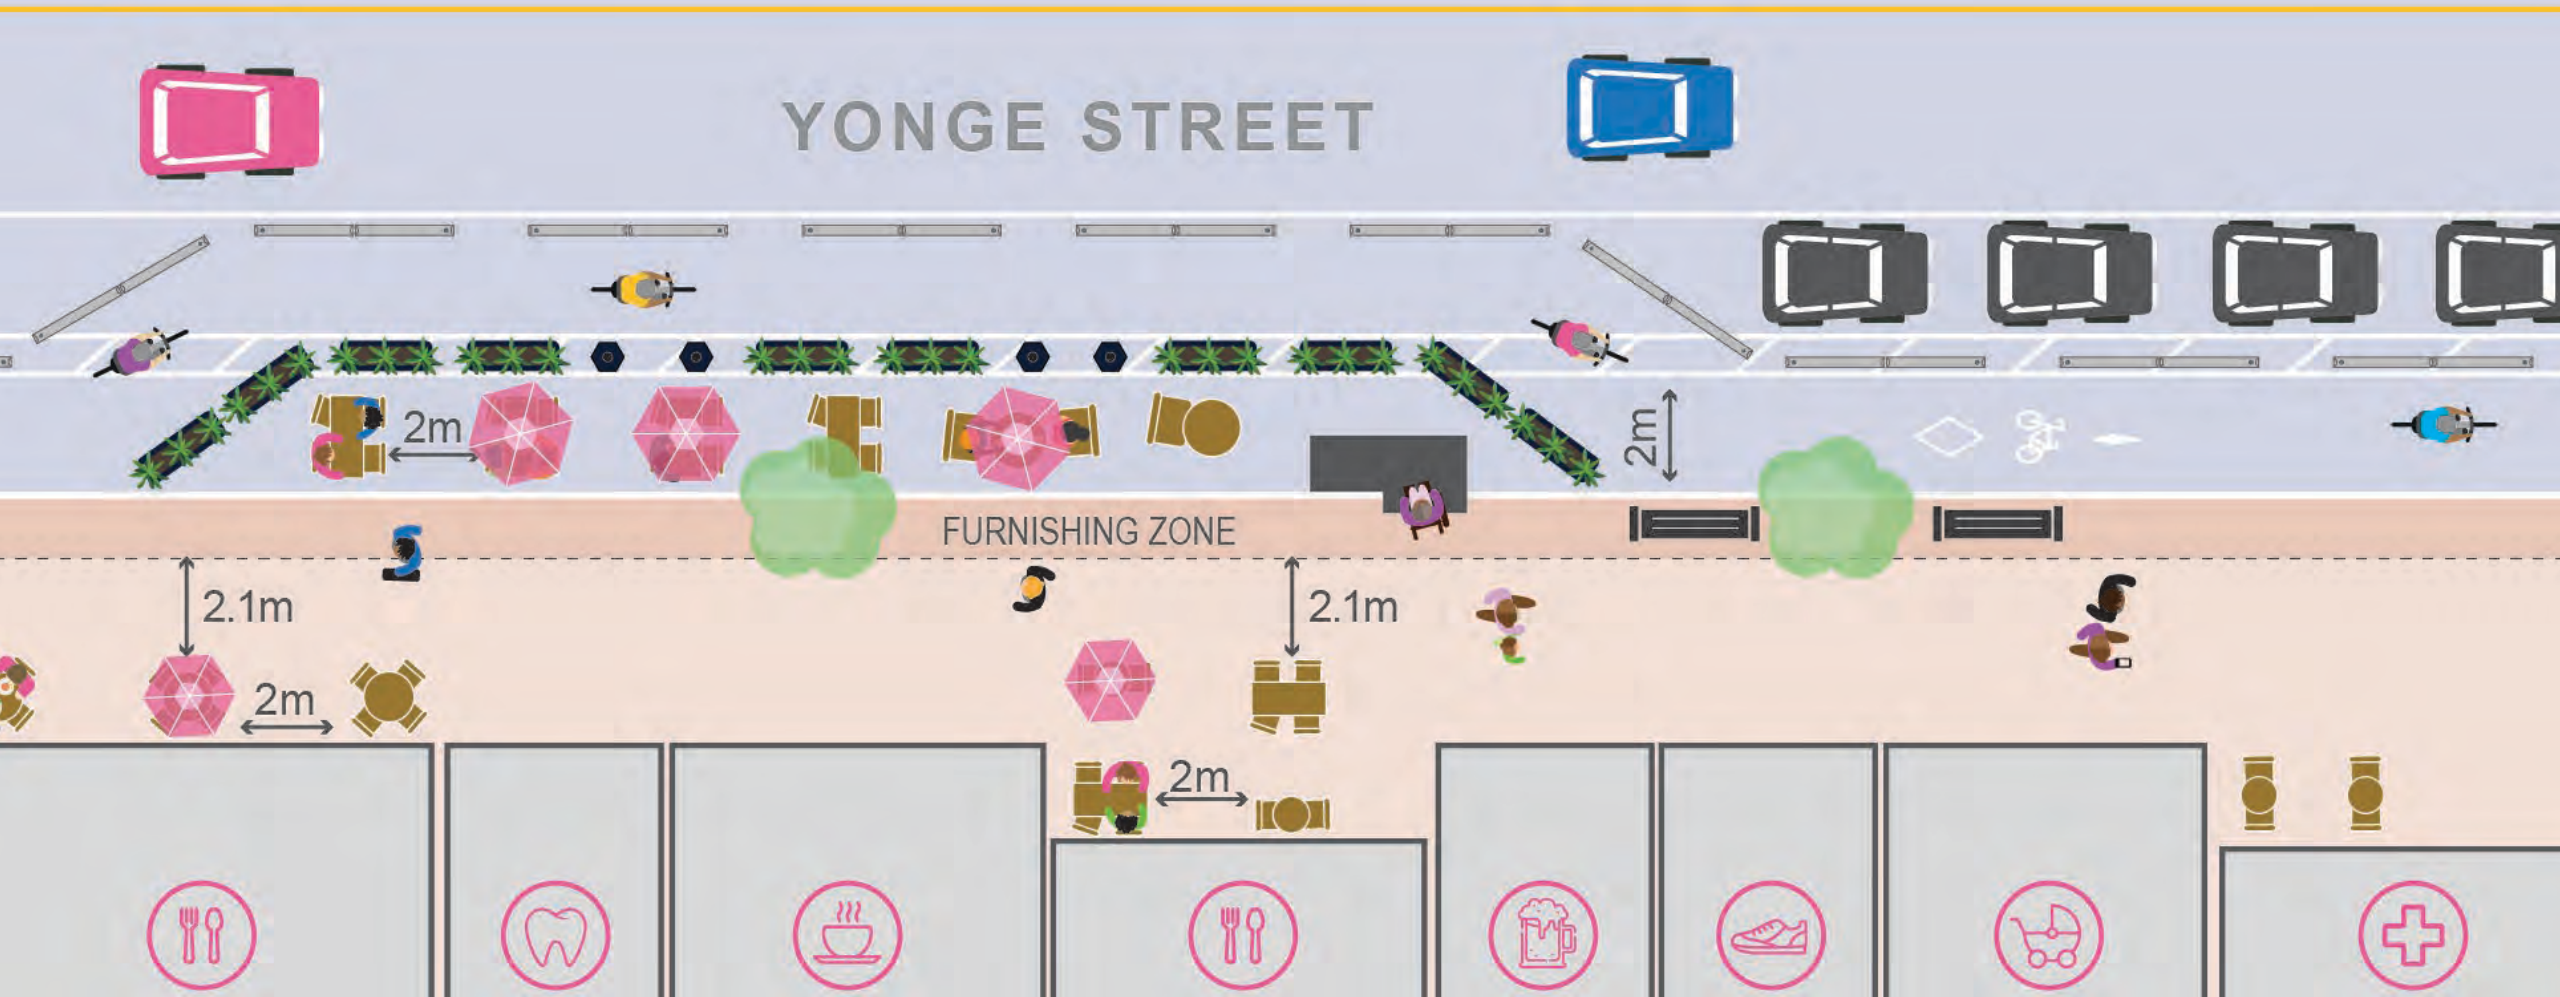 YONGE STREET
2m
2m
FURNISHING ZONE
2.1m
2.1m
2m
2m